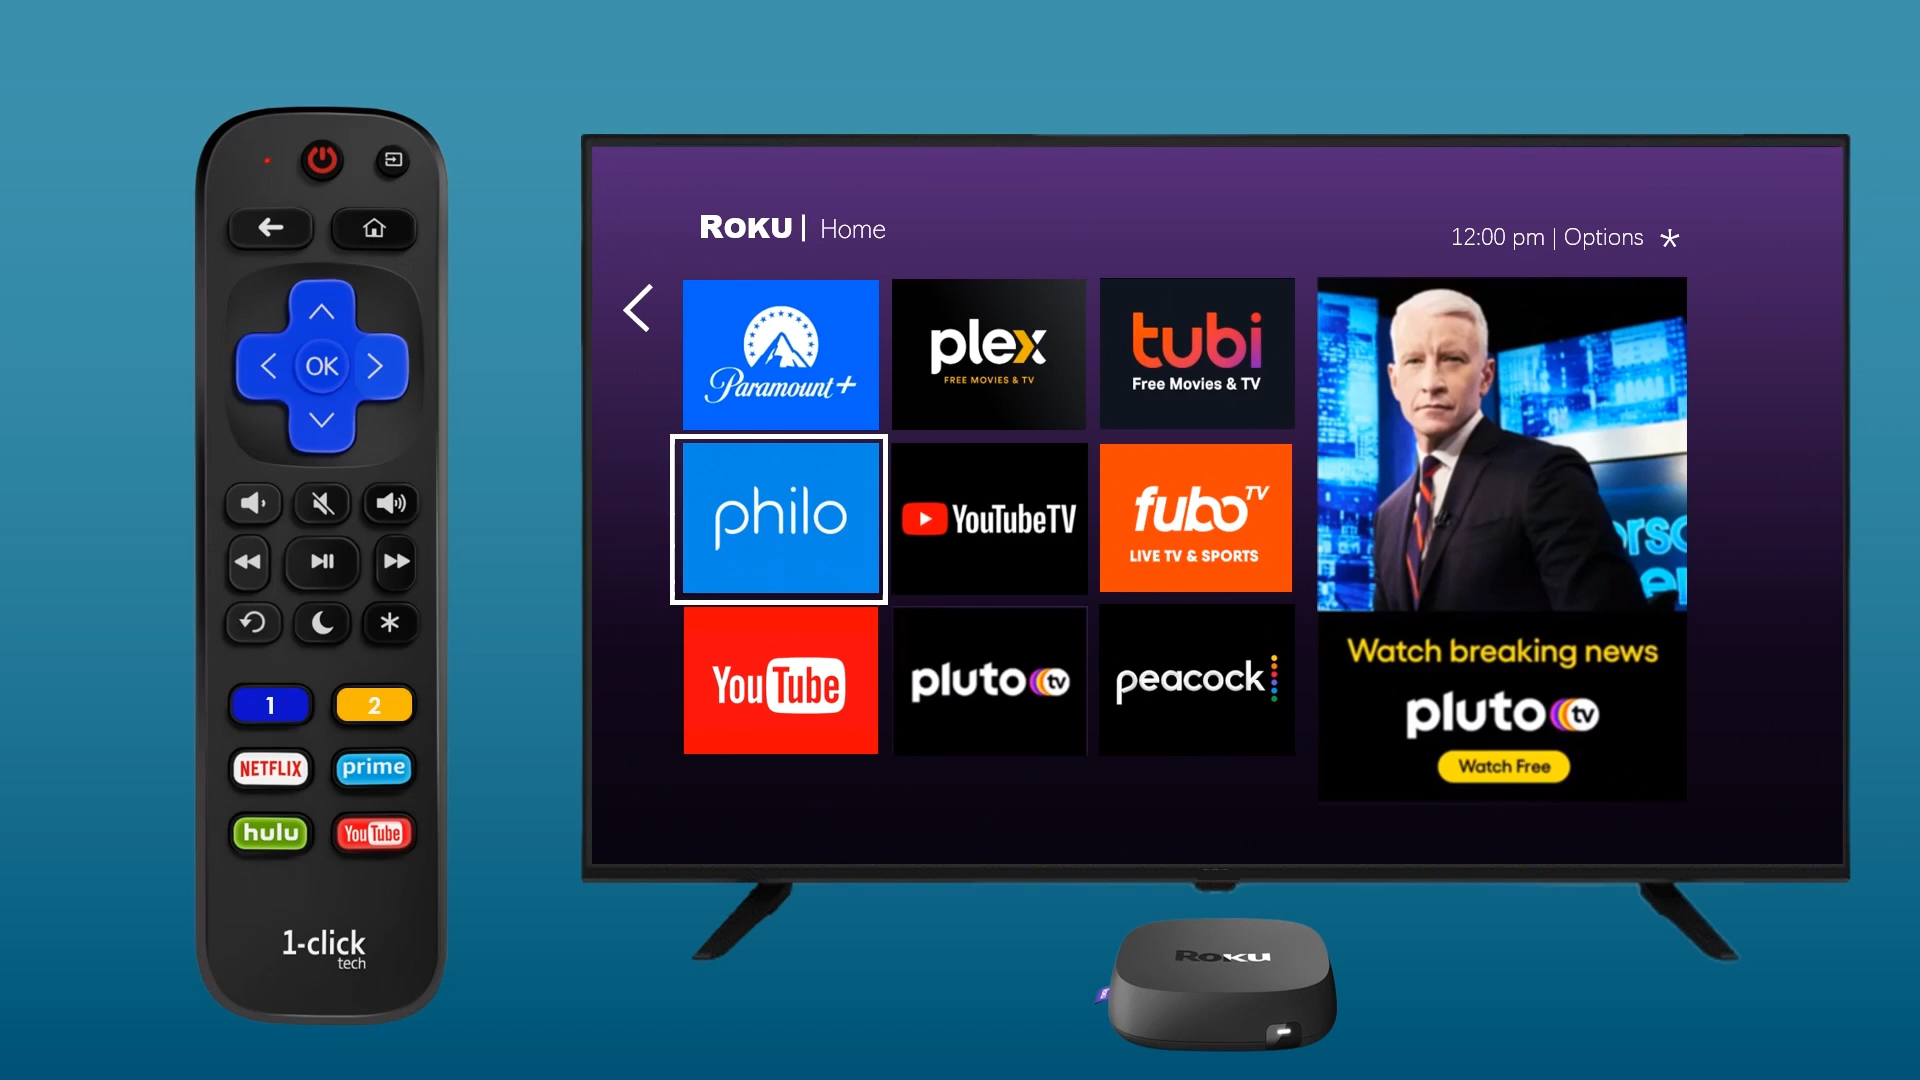 OK
1
2
NETFLIX
prime
hulu
YouTube
1-click
tech
ROKU | Home
12:00 pm | Options *
Paramount+
plex
FREE MOVIES & TV
tubi
Free Movies & TV
philo
YouTubeTV
fubo TV
LIVE TV & SPORTS
YouTube
pluto tv
peacock
Watch breaking news
pluto tv
Watch Free
ROKU